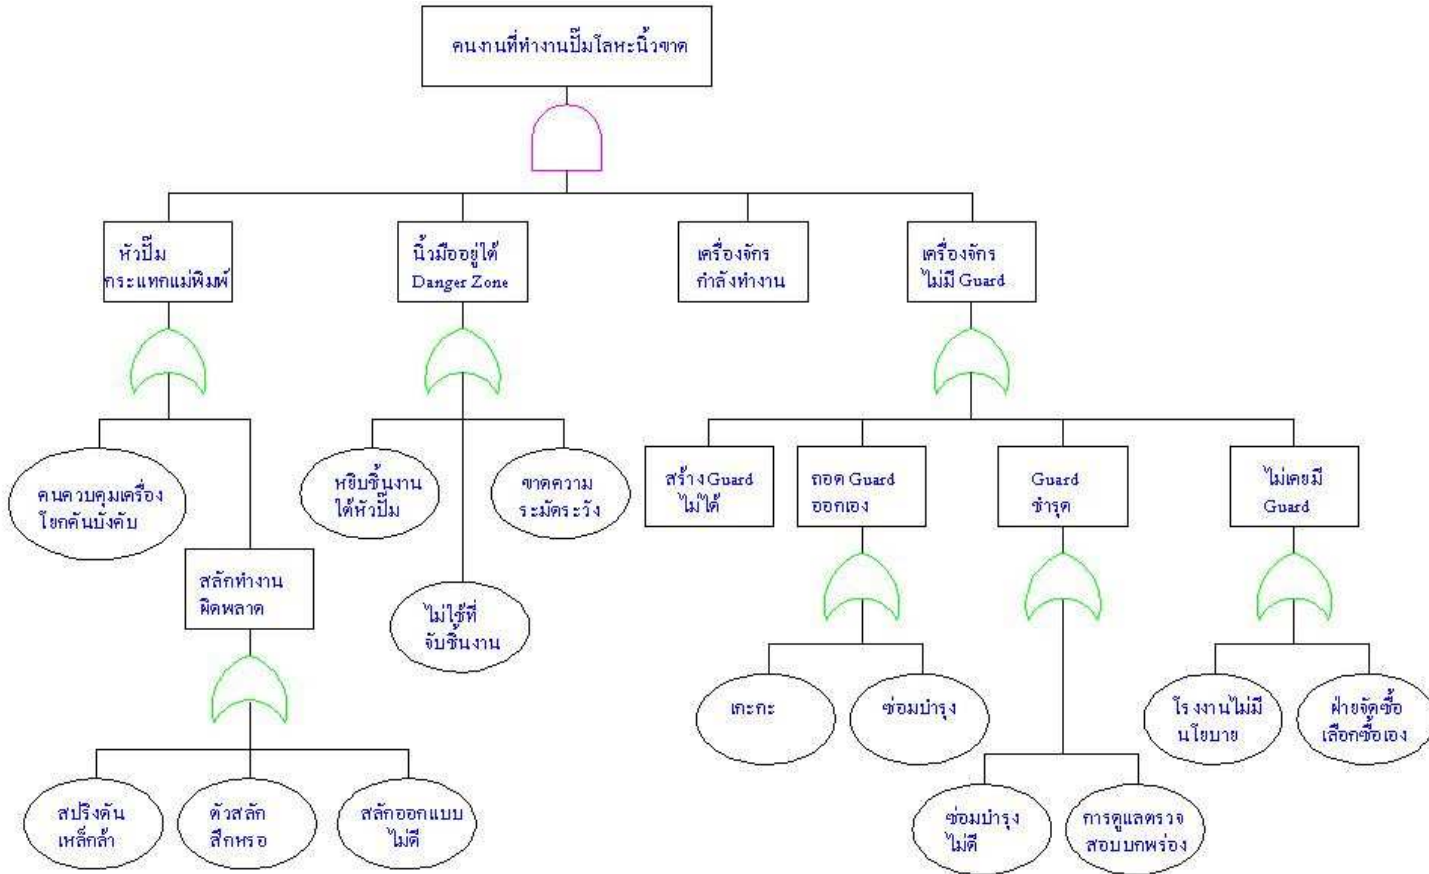 คนงานที่ทำงานปั๊มโลหะนิ้วขาด
หัวปั๊ม
กระแทกแม่พิมพ์
นิ้วมืออยู่ใต้
Danger Zone
เครื่องจักร
กำลังทำงาน
เครื่องจักร
ไม่มี Guard
คนควบคุมเครื่อง
โยกคันบังคับ
หยิบชิ้นงาน
ใต้หัวปั๊ม
ขาดความ
ระมัดระวัง
สร้าง Guard
ไม่ได้
ถอด Guard
ออกเอง
Guard
ชำรุด
ไม่เคยมี
Guard
สลักทำงาน
ผิดพลาด
ไม่ใช้ที่
จับชิ้นงาน
เกะกะ
ซ่อมบำรุง
โรงงานไม่มี
นโยบาย
ฝ่ายจัดซื้อ
เลือกซื้อเอง
สปริงดัน
เหล็กล้า
ตัวสลัก
สึกหรอ
สลักออกแบบ
ไม่ดี
ซ่อมบำรุง
ไม่ดี
การดูแลตรวจ
สอบบกพร่อง